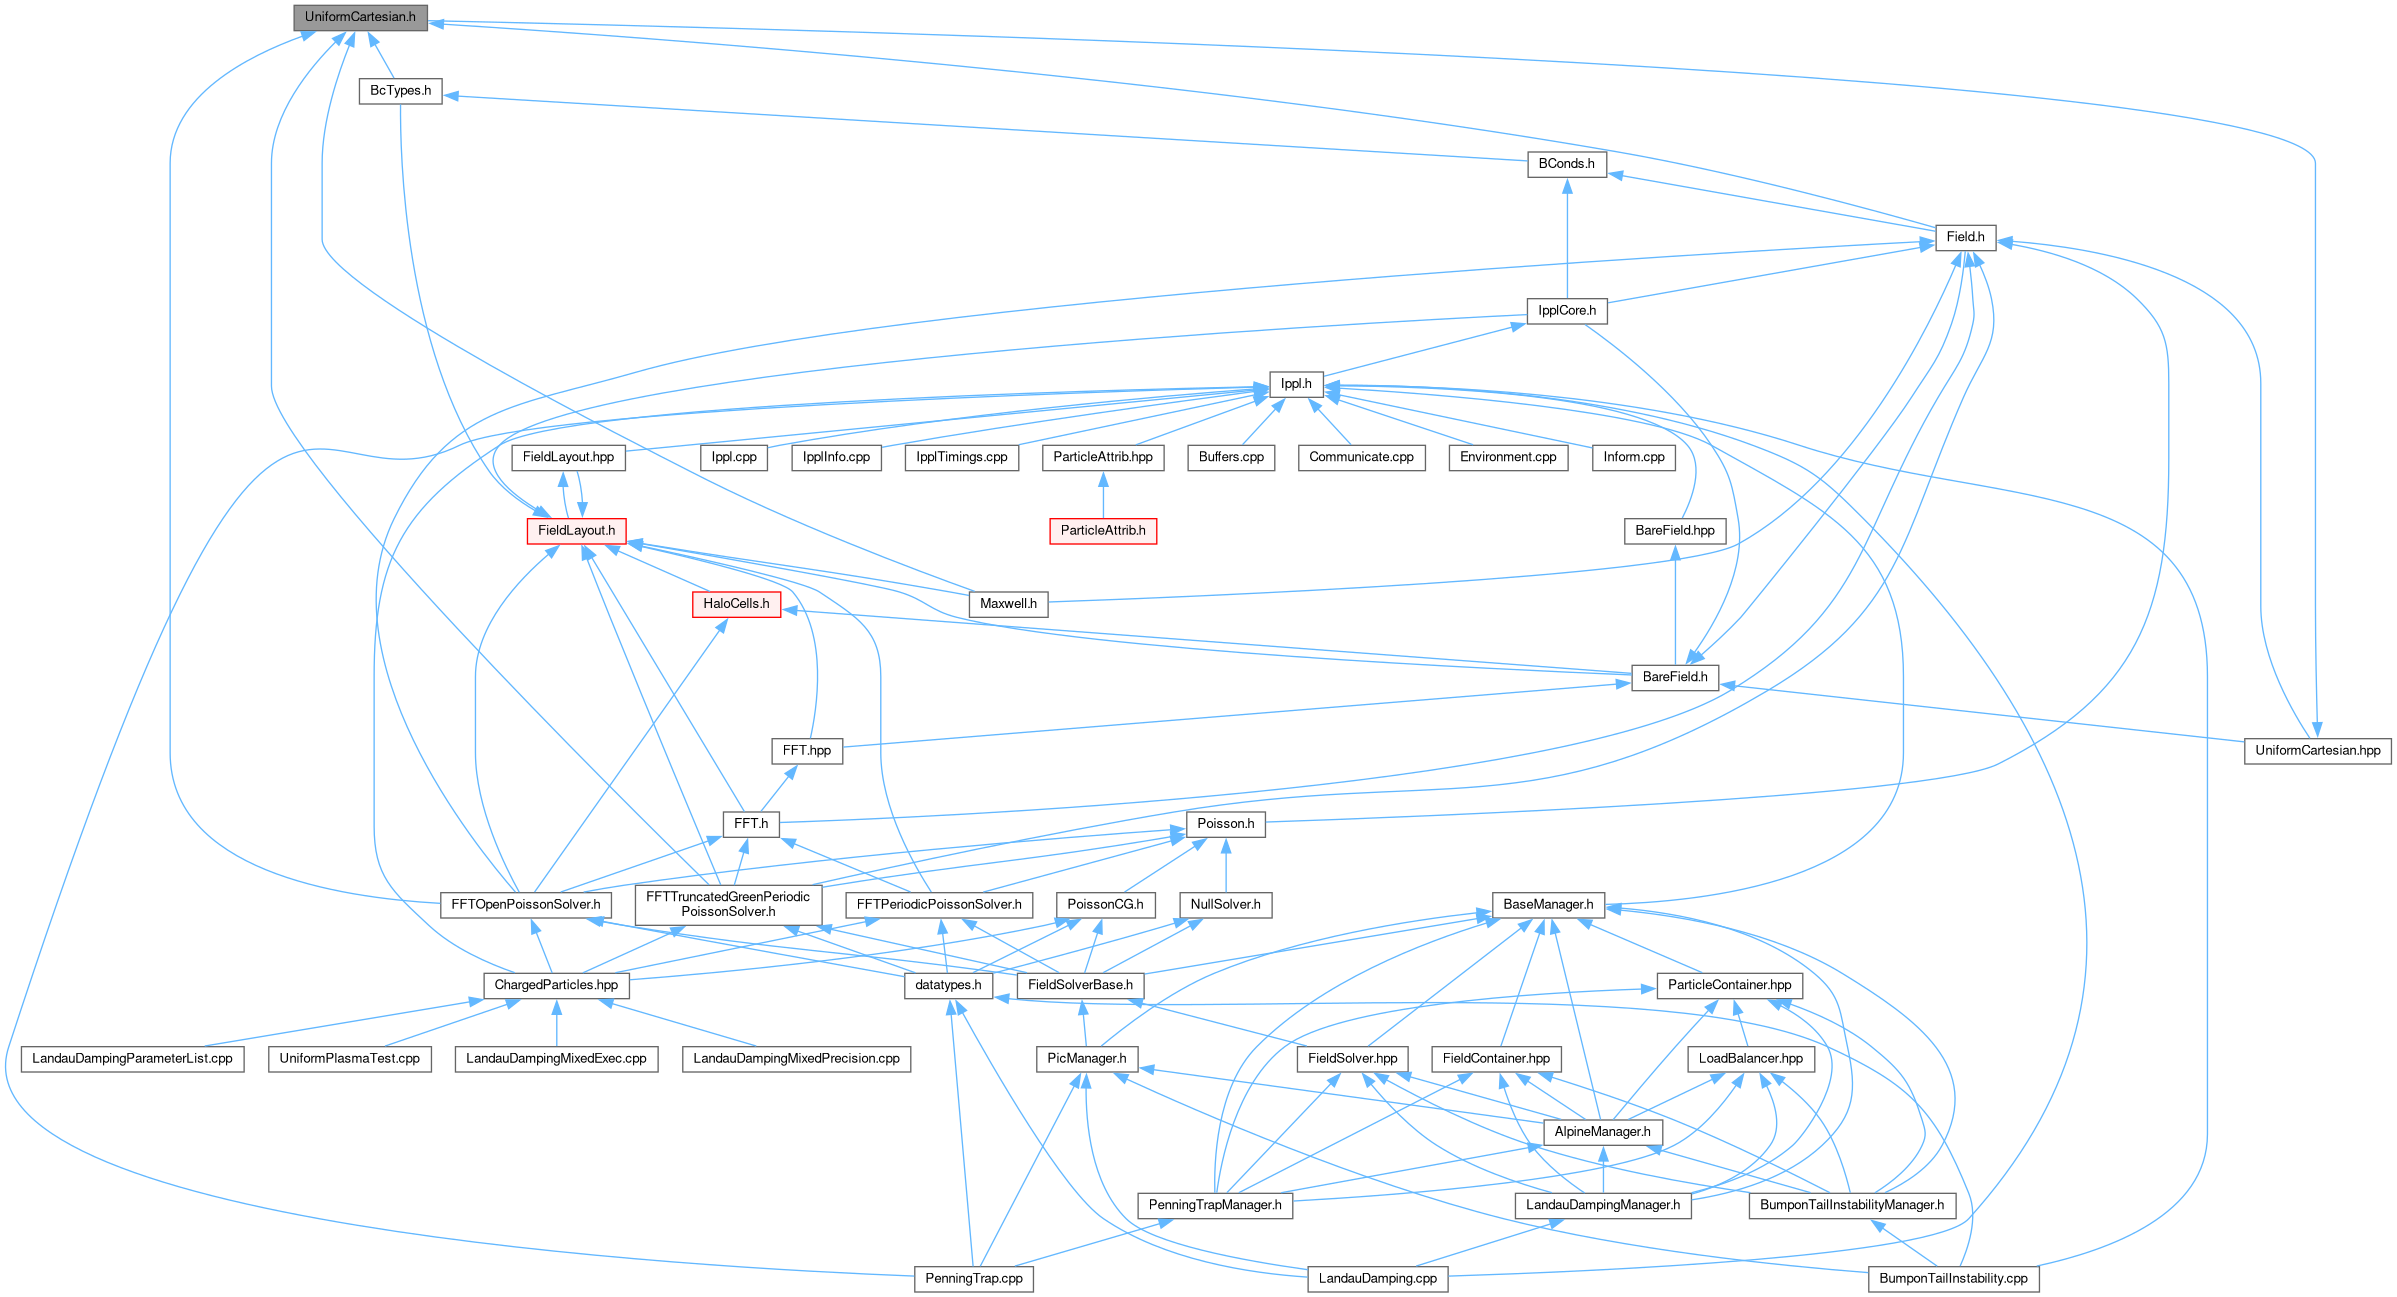 UniformCartesian.h
BcTypes.h
BConds.h
Field.h
IpplCore.h
Ippl.h
FieldLayout.hpp
Ippl.cpp
IpplInfo.cpp
IpplTimings.cpp
ParticleAttrib.hpp
Buffers.cpp
Communicate.cpp
Environment.cpp
Inform.cpp
FieldLayout.h
ParticleAttrib.h
BareField.hpp
HaloCells.h
Maxwell.h
BareField.h
FFT.hpp
UniformCartesian.hpp
FFT.h
Poisson.h
FFTOpenPoissonSolver.h
FFTTruncatedGreenPeriodic
PoissonSolver.h
FFTPeriodicPoissonSolver.h
PoissonCG.h
NullSolver.h
BaseManager.h
ChargedParticles.hpp
datatypes.h
FieldSolverBase.h
ParticleContainer.hpp
LandauDampingParameterList.cpp
UniformPlasmaTest.cpp
LandauDampingMixedExec.cpp
LandauDampingMixedPrecision.cpp
PicManager.h
FieldSolver.hpp
FieldContainer.hpp
LoadBalancer.hpp
AlpineManager.h
PenningTrapManager.h
LandauDampingManager.h
BumponTailInstabilityManager.h
PenningTrap.cpp
LandauDamping.cpp
BumponTailInstability.cpp